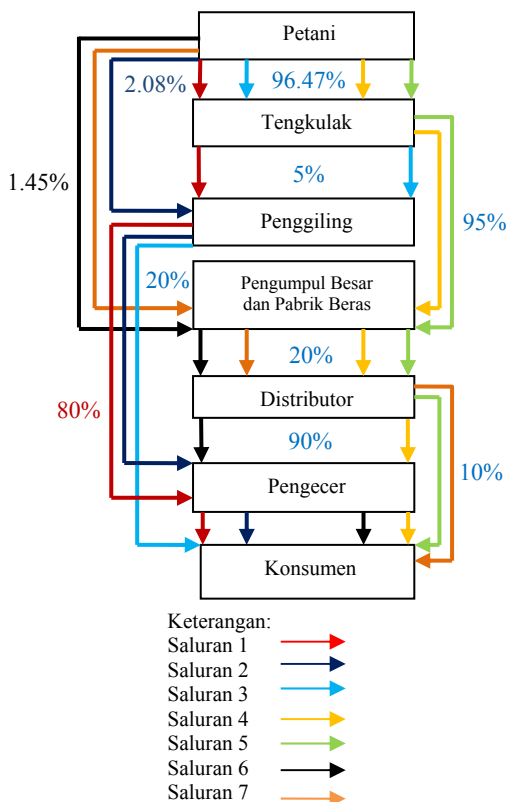 Petani
2.08%
96.47%
Tengkulak
1.45%
5%
95%
Penggiling
20%
Pengumpul Besar
dan Pabrik Beras
20%
80%
Distributor
90%
10%
Pengecer
Konsumen
Keterangan:
Saluran 1
Saluran 2
Saluran 3
Saluran 4
Saluran 5
Saluran 6
Saluran 7